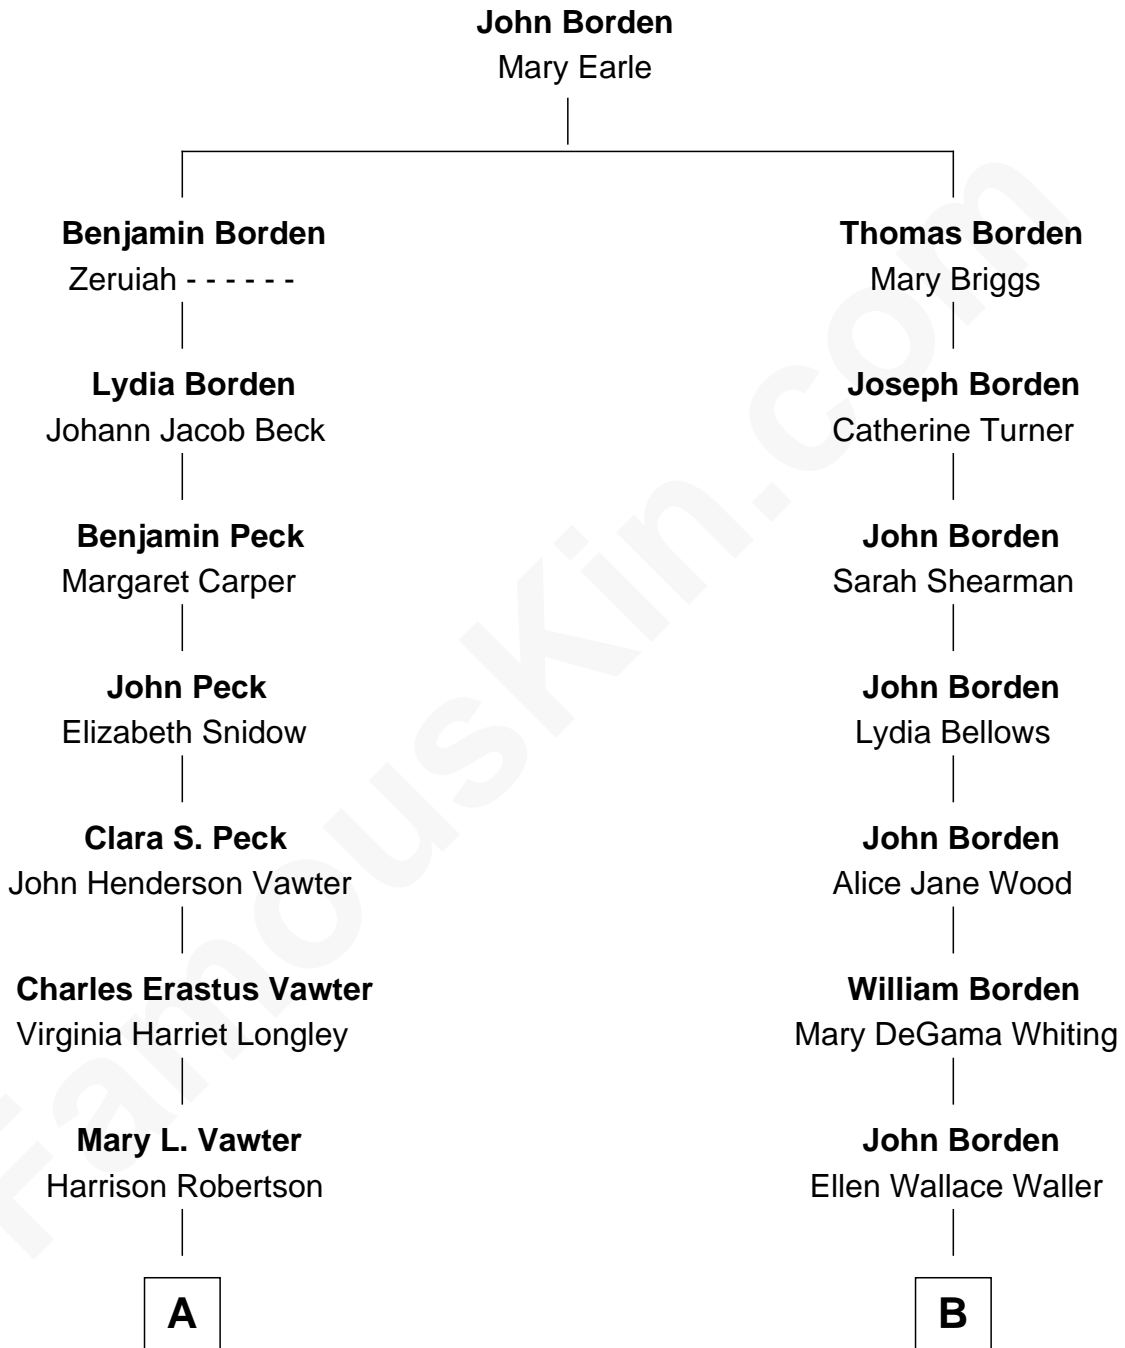 John Borden
Mary Earle
Benjamin Borden
Zeruiah - - - - - -
Lydia Borden
Johann Jacob Beck
Benjamin Peck
Margaret Carper
John Peck
Elizabeth Snidow
Clara S. Peck
John Henderson Vawter
Charles Erastus Vawter
Virginia Harriet Longley
Mary L. Vawter
Harrison Robertson
A
Thomas Borden
Mary Briggs
Joseph Borden
Catherine Turner
John Borden
Sarah Shearman
John Borden
Lydia Bellows
John Borden
Alice Jane Wood
William Borden
Mary DeGama Whiting
John Borden
Ellen Wallace Waller
B
FamousKin.com